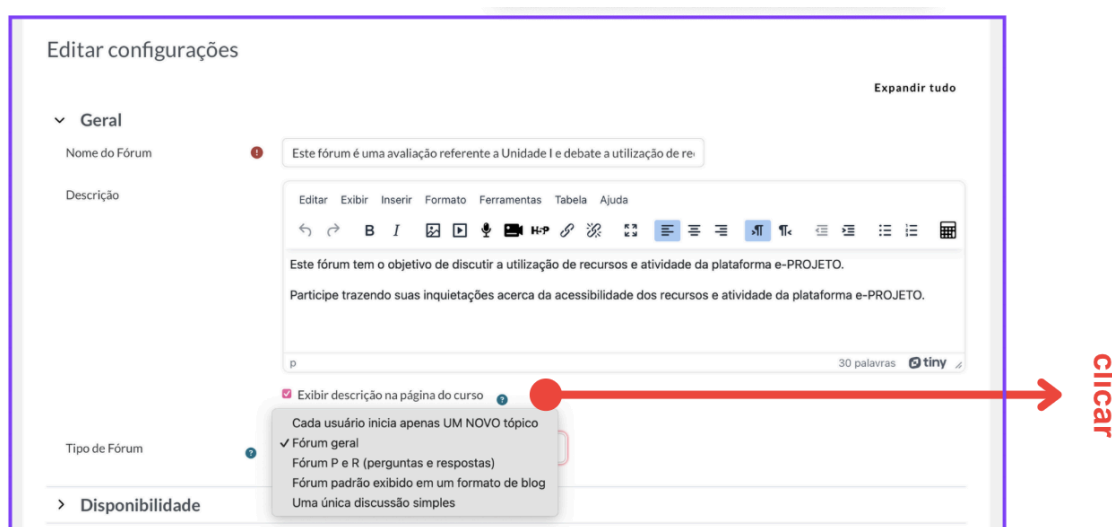 Editar configurações
Expandir tudo
Geral
Nome do Fórum
Este fórum é uma avaliação referente a Unidade I e debate a utilização de re
Descrição
Editar Exibir Inserir Formato Ferramentas Tabela Ajuda
B I H5P
Este fórum tem o objetivo de discutir a utilização de recursos e atividade da plataforma e-PROJETO.
Participe trazendo suas inquietações acerca da acessibilidade dos recursos e atividade da plataforma e-PROJETO.
p 30 palavras tiny
Exibir descrição na página do curso
clicar
Tipo de Fórum
Cada usuário inicia apenas UM NOVO tópico
Fórum geral
Fórum P e R (perguntas e respostas)
Fórum padrão exibido em um formato de blog
Uma única discussão simples
Disponibilidade